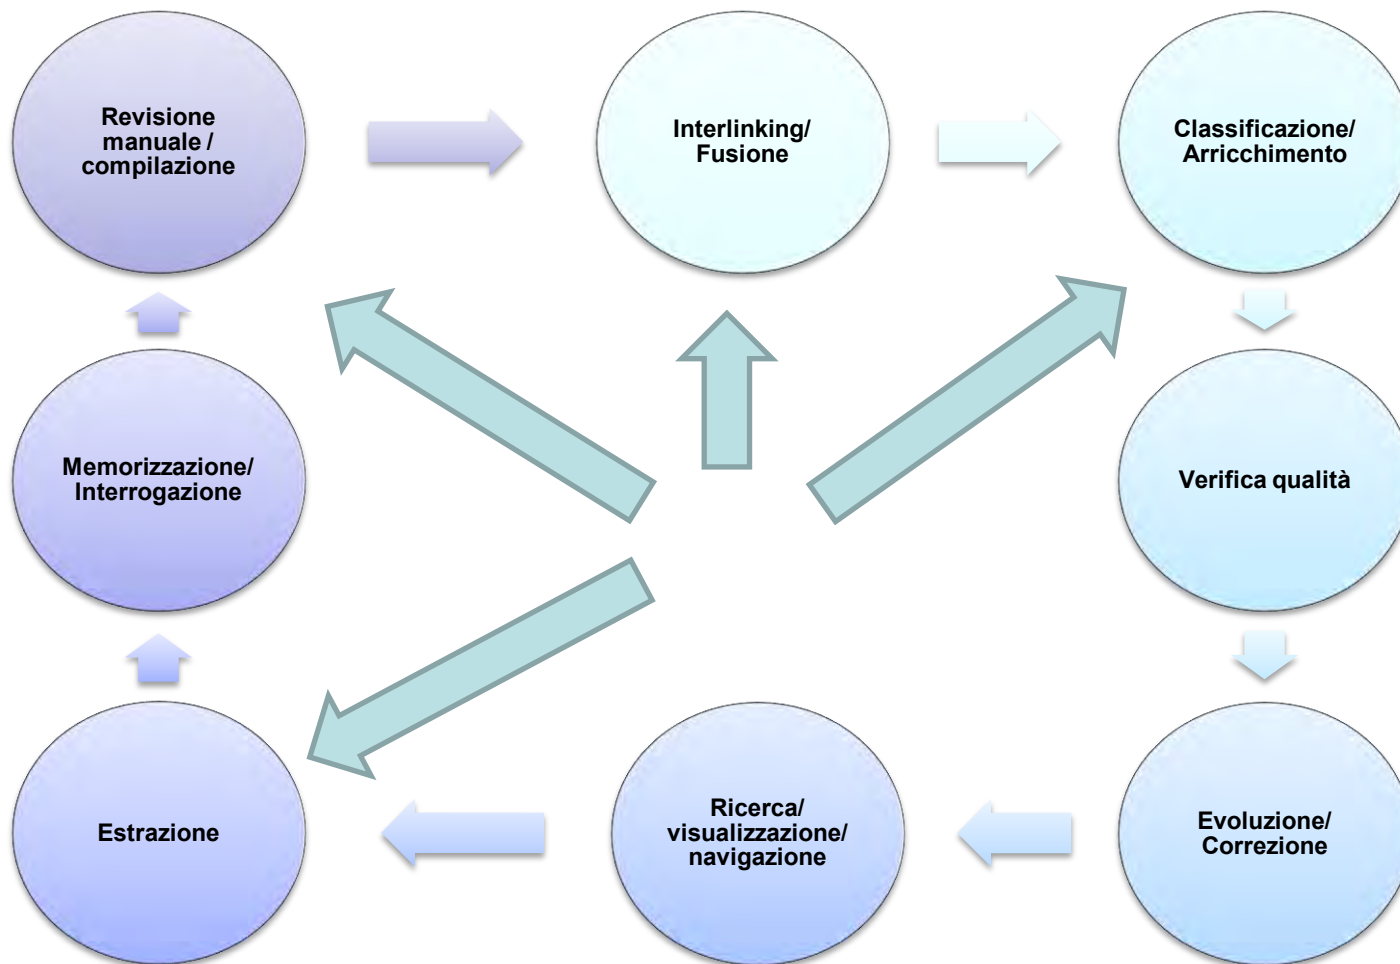 Revisione
manuale /
compilazione
Interlinking/
Fusione
Classificazione/
Arricchimento
Memorizzazione/
Interrogazione
Verifica qualità
Estrazione
Ricerca/
visualizzazione/
navigazione
Evoluzione/
Correzione